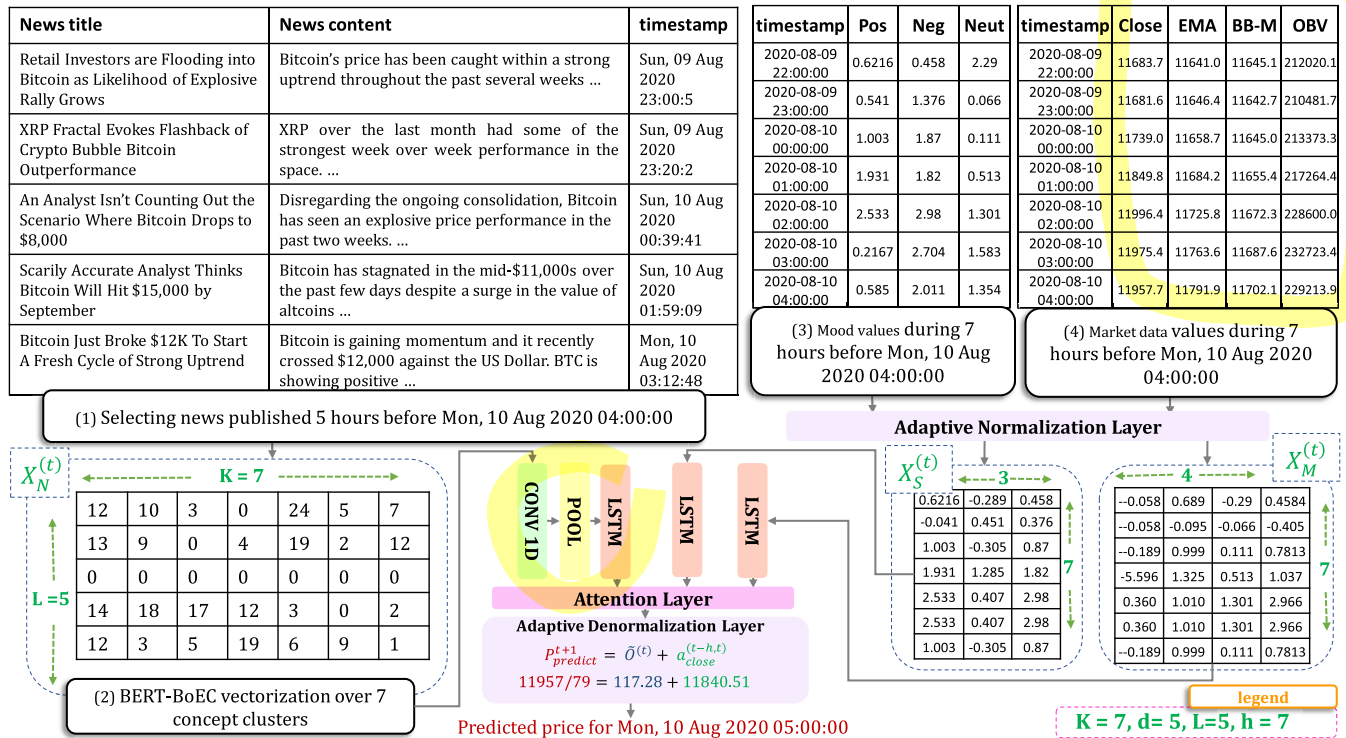 News title News content timestamp
Retail Investors are Flooding into
Bitcoin as Likelihood of Explosive
Rally Grows
Bitcoin’s price has been caught within a strong
uptrend throughout the past several weeks …
Sun, 09 Aug
2020
23:00:5
XRP Fractal Evokes Flashback of
Crypto Bubble Bitcoin
Outperformance
XRP over the last month had some of the
strongest week over week performance in the
space. …
Sun, 09 Aug
2020
23:20:2
An Analyst Isn’t Counting Out the
Scenario Where Bitcoin Drops to
$8,000
Disregarding the ongoing consolidation, Bitcoin
has seen an explosive price performance in the
past two weeks. …
Sun, 10 Aug
2020
00:39:41
Scarily Accurate Analyst Thinks
Bitcoin Will Hit $15,000 by
September
Bitcoin has stagnated in the mid-$11,000s over
the past few days despite a surge in the value of
altcoins …
Sun, 10 Aug
2020
01:59:09
Bitcoin Just Broke $12K To Start
A Fresh Cycle of Strong Uptrend
Bitcoin is gaining momentum and it recently
crossed $12,000 against the US Dollar. BTC is
showing positive …
Mon, 10
Aug 2020
03:12:48
timestamp Pos Neg Neut
2020-08-09
22:00:00 0.6216 0.458 2.29
2020-08-09
23:00:00 0.541 1.376 0.066
2020-08-10
00:00:00 1.003 1.87 0.111
2020-08-10
01:00:00 1.931 1.82 0.513
2020-08-10
02:00:00 2.533 2.98 1.301
2020-08-10
03:00:00 0.2167 2.704 1.583
2020-08-10
04:00:00 0.585 2.011 1.354
timestamp Close EMA BB-M OBV
2020-08-09
22:00:00 11683.7 11641.0 11645.1 212020.1
2020-08-09
23:00:00 11681.6 11646.4 11642.7 210481.7
2020-08-10
00:00:00 11739.0 11658.7 11645.0 213373.3
2020-08-10
01:00:00 11849.8 11684.2 11655.4 217264.4
2020-08-10
02:00:00 11996.4 11725.8 11672.3 228600.0
2020-08-10
03:00:00 11975.4 11763.6 11687.6 232723.4
2020-08-10
04:00:00 11957.7 11791.9 11702.1 229213.9
(1) Selecting news published 5 hours before Mon, 10 Aug 2020 04:00:00
(3) Mood values during 7
hours before Mon, 10 Aug
2020 04:00:00
(4) Market data values during 7
hours before Mon, 10 Aug 2020
04:00:00
Adaptive Normalization Layer
X_N^(t)
K = 7
L =5
12 10 3 0 24 5 7
13 9 0 4 19 2 12
0 0 0 0 0 0 0
14 18 17 12 3 0 2
12 3 5 19 6 9 1
(2) BERT-BoEC vectorization over 7
concept clusters
CONV 1D
POOL
LSTM
LSTM
LSTM
Attention Layer
Adaptive Denormalization Layer
P_predict^t+1 = Õ^(t) + a_close^(t−h,t)
11957/79 = 117.28 + 11840.51
Predicted price for Mon, 10 Aug 2020 05:00:00
X_S^(t)
3
7
0.6216 -0.289 0.458
-0.041 0.451 0.376
1.003 -0.305 0.87
1.931 1.285 1.82
2.533 0.407 2.98
2.533 0.407 2.98
1.003 -0.305 0.87
X_M^(t)
4
7
--0.058 0.689 -0.29 0.4584
--0.058 -0.095 -0.066 -0.405
--0.189 0.999 0.111 0.7813
-5.596 1.325 0.513 1.037
0.360 1.010 1.301 2.966
0.360 1.010 1.301 2.966
--0.189 0.999 0.111 0.7813
legend
K = 7, d= 5, L=5, h = 7